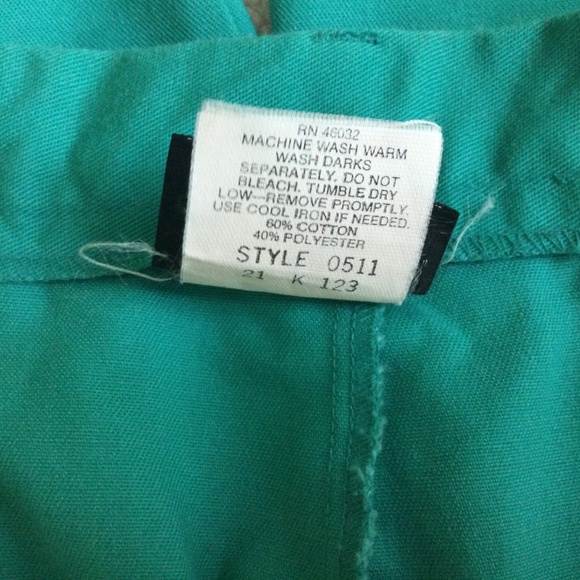 RN 46032
MACHINE WASH WARM
WASH DARKS
SEPARATELY. DO NOT
BLEACH. TUMBLE DRY
LOW—REMOVE PROMPTLY.
USE COOL IRON IF NEEDED.
60% COTTON
40% POLYESTER
STYLE 0511
21 K 123